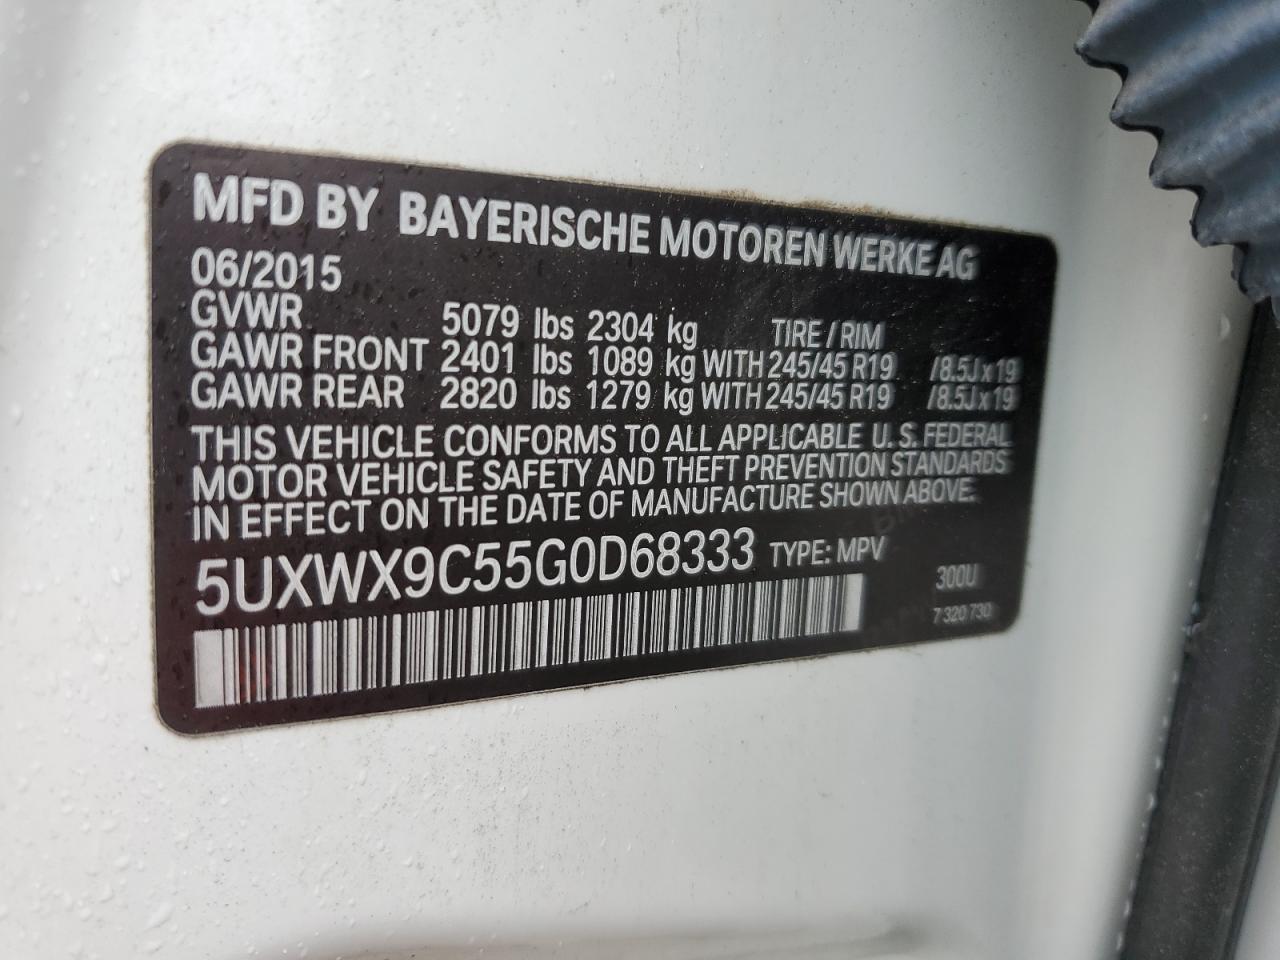 MFD BY BAYERISCHE MOTOREN WERKE AG
06/2015
GVWR 5079 lbs 2304 kg TIRE / RIM
GAWR FRONT 2401 lbs 1089 kg WITH 245/45 R19 /8.5J x 19
GAWR REAR 2820 lbs 1279 kg WITH 245/45 R19 /8.5J x 19
THIS VEHICLE CONFORMS TO ALL APPLICABLE U.S. FEDERAL
MOTOR VEHICLE SAFETY AND THEFT PREVENTION STANDARDS
IN EFFECT ON THE DATE OF MANUFACTURE SHOWN ABOVE.
5UXWX9C55G0D68333 TYPE: MPV
300U
7 320 730